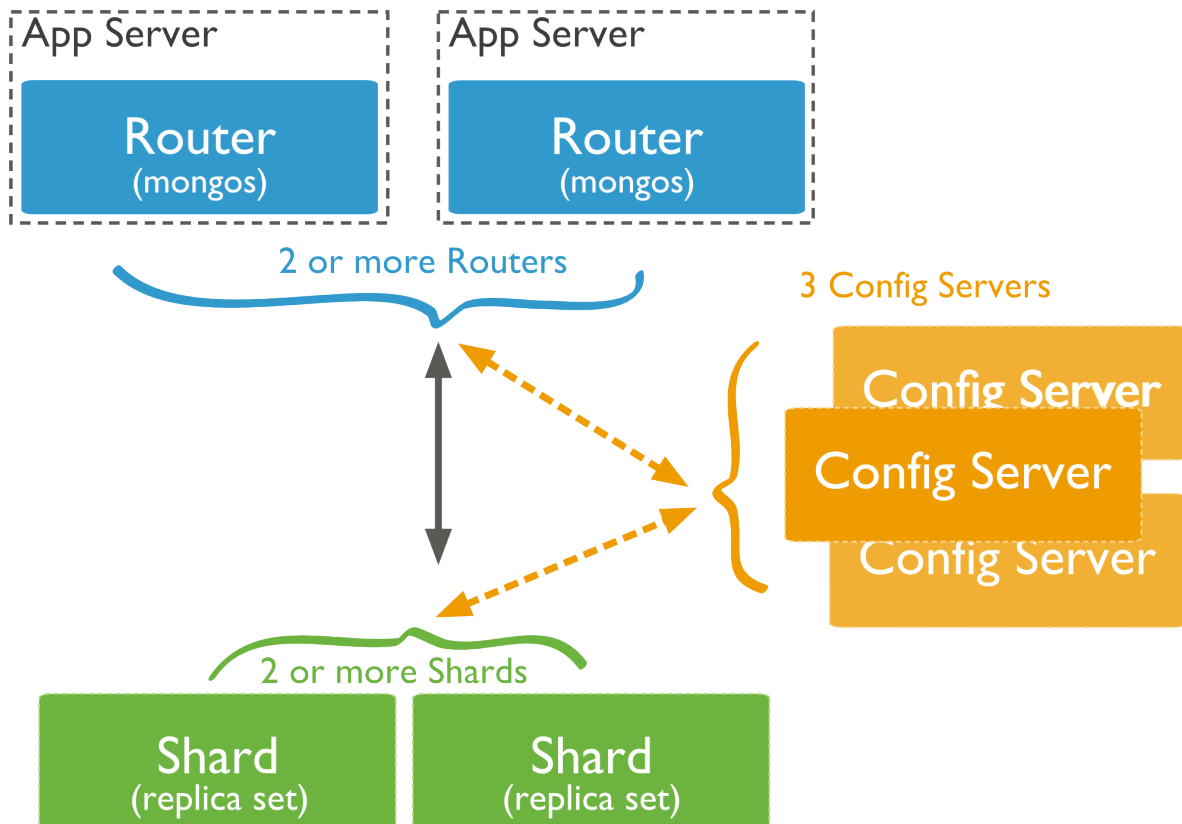 App Server
Router
(mongos)
App Server
Router
(mongos)
2 or more Routers
3 Config Servers
Config Server
Config Server
Config Server
2 or more Shards
Shard
(replica set)
Shard
(replica set)